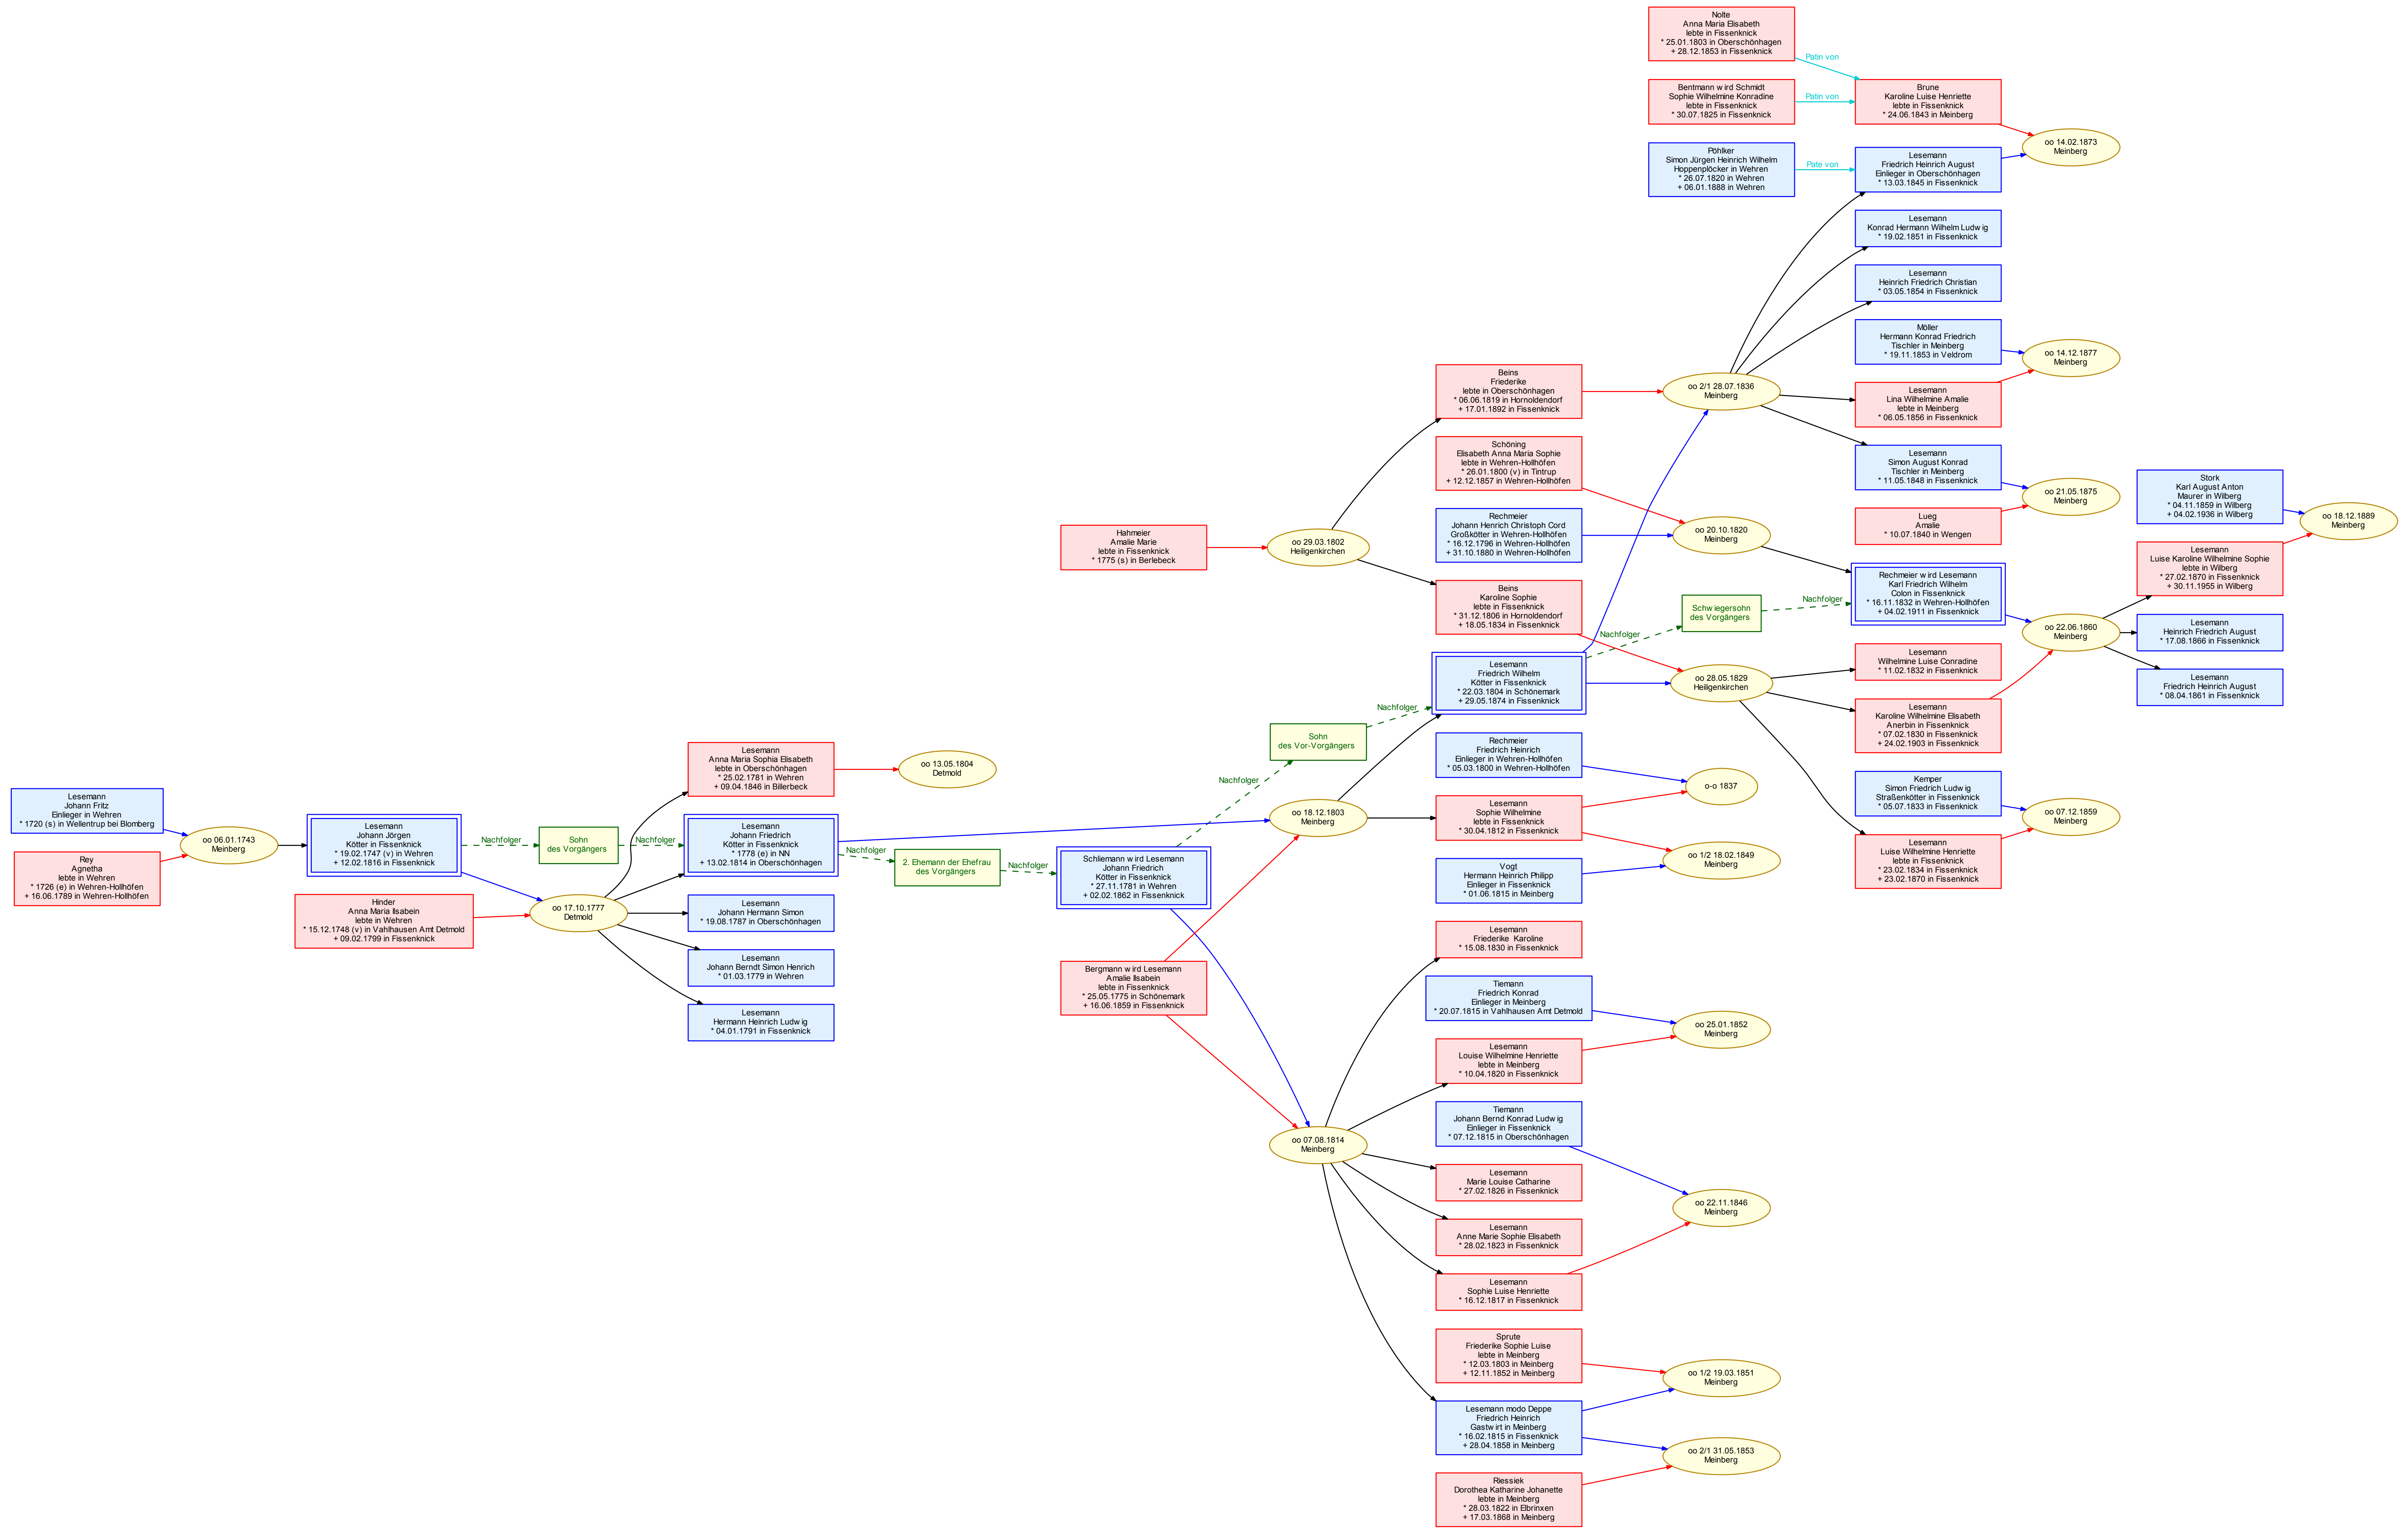 Nolte
Anna Maria Elisabeth
lebte in Fissenknick
* 25.01.1803 in Oberschönhagen
+ 28.12.1853 in Fissenknick
Patin von
Bentmann wird Schmidt
Sophie Wilhelmine Konradine
lebte in Fissenknick
* 30.07.1825 in Fissenknick
Patin von
Brune
Karoline Luise Henriette
lebte in Fissenknick
* 24.06.1843 in Meinberg
oo 14.02.1873
Meinberg
Pöhlker
Simon Jürgen Heinrich Wilhelm
Hoppenplöcker in Wehren
* 26.07.1820 in Wehren
+ 06.01.1888 in Wehren
Pate von
Lesemann
Friedrich Heinrich August
Einlieger in Oberschönhagen
* 13.03.1845 in Fissenknick
Lesemann
Konrad Hermann Wilhelm Ludwig
* 19.02.1851 in Fissenknick
Lesemann
Heinrich Friedrich Christian
* 03.05.1854 in Fissenknick
Möller
Hermann Konrad Friedrich
Tischler in Meinberg
* 19.11.1853 in Veldrom
oo 14.12.1877
Meinberg
Beins
Friederike
lebte in Oberschönhagen
* 06.06.1819 in Hornoldendorf
+ 17.01.1892 in Fissenknick
oo 2/1 28.07.1836
Meinberg
Lesemann
Lina Wilhelmine Amalie
lebte in Meinberg
* 06.05.1856 in Fissenknick
Schöning
Elisabeth Anna Maria Sophie
lebte in Wehren-Hollhöfen
* 26.01.1800 (v) in Tintrup
+ 12.12.1857 in Wehren-Hollhöfen
Lesemann
Simon August Konrad
Tischler in Meinberg
* 11.05.1848 in Fissenknick
oo 21.05.1875
Meinberg
Stork
Karl August Anton
Maurer in Wilberg
* 04.11.1859 in Wilberg
+ 04.02.1936 in Wilberg
oo 18.12.1889
Meinberg
Hahmeier
Amalie Marie
lebte in Fissenknick
* 1775 (s) in Berlebeck
oo 29.03.1802
Heiligenkirchen
Rechmeier
Johann Henrich Christoph Cord
Großkötter in Wehren-Hollhöfen
* 16.12.1796 in Wehren-Hollhöfen
+ 31.10.1880 in Wehren-Hollhöfen
oo 20.10.1820
Meinberg
Lueg
Amalie
* 10.07.1840 in Wengen
Lesemann
Luise Karoline Wilhelmine Sophie
lebte in Wilberg
* 27.02.1870 in Fissenknick
+ 30.11.1955 in Wilberg
Beins
Karoline Sophie
lebte in Fissenknick
* 31.12.1806 in Hornoldendorf
+ 18.05.1834 in Fissenknick
Schwiegersohn
des Vorgängers
Nachfolger
Nachfolger
Rechmeier wird Lesemann
Karl Friedrich Wilhelm
Colon in Fissenknick
* 16.11.1832 in Wehren-Hollhöfen
+ 04.02.1911 in Fissenknick
oo 22.06.1860
Meinberg
Lesemann
Heinrich Friedrich August
* 17.08.1866 in Fissenknick
Lesemann
Friedrich Wilhelm
Kötter in Fissenknick
* 22.03.1804 in Schönemark
+ 29.05.1874 in Fissenknick
oo 28.05.1829
Heiligenkirchen
Lesemann
Wilhelmine Luise Conradine
* 11.02.1832 in Fissenknick
Lesemann
Friedrich Heinrich August
* 08.04.1861 in Fissenknick
Lesemann
Karoline Wilhelmine Elisabeth
Anerbin in Fissenknick
* 07.02.1830 in Fissenknick
+ 24.02.1903 in Fissenknick
Nachfolger
Sohn
des Vor-Vorgängers
Nachfolger
Lesemann
Anna Maria Sophia Elisabeth
lebte in Oberschönhagen
* 25.02.1781 in Wehren
+ 09.04.1846 in Billerbeck
oo 13.05.1804
Detmold
Rechmeier
Friedrich Heinrich
Einlieger in Wehren-Hollhöfen
* 05.03.1800 in Wehren-Hollhöfen
o-o 1837
Kemper
Simon Friedrich Ludwig
Straßenkötter in Fissenknick
* 05.07.1833 in Fissenknick
oo 07.12.1859
Meinberg
Lesemann
Johann Fritz
Einlieger in Wehren
* 1720 (s) in Wellentrup bei Blomberg
oo 06.01.1743
Meinberg
Lesemann
Johann Jörgen
Kötter in Fissenknick
* 19.02.1747 (v) in Wehren
+ 12.02.1816 in Fissenknick
Nachfolger
Sohn
des Vorgängers
Nachfolger
Lesemann
Johann Friedrich
Kötter in Fissenknick
* 1778 (e) in NN
+ 13.02.1814 in Oberschönhagen
Nachfolger
2. Ehemann der Ehefrau
des Vorgängers
Nachfolger
Schliemann wird Lesemann
Johann Friedrich
Kötter in Fissenknick
* 27.11.1781 in Wehren
+ 02.02.1862 in Fissenknick
oo 18.12.1803
Meinberg
Lesemann
Sophie Wilhelmine
lebte in Fissenknick
* 30.04.1812 in Fissenknick
oo 1/2 18.02.1849
Meinberg
Lesemann
Luise Wilhelmine Henriette
lebte in Fissenknick
* 23.02.1834 in Fissenknick
+ 23.02.1870 in Fissenknick
Rey
Agnetha
lebte in Wehren
* 1726 (e) in Wehren-Hollhöfen
+ 16.06.1789 in Wehren-Hollhöfen
Vogt
Hermann Heinrich Philipp
Einlieger in Fissenknick
* 01.06.1815 in Meinberg
Hinder
Anna Maria Ilsabein
lebte in Wehren
* 15.12.1748 (v) in Vahlhausen Amt Detmold
+ 09.02.1799 in Fissenknick
oo 17.10.1777
Detmold
Lesemann
Johann Hermann Simon
* 19.08.1787 in Oberschönhagen
Lesemann
Johann Berndt Simon Henrich
* 01.03.1779 in Wehren
Lesemann
Hermann Heinrich Ludwig
* 04.01.1791 in Fissenknick
Bergmann wird Lesemann
Amalie Ilsabein
lebte in Fissenknick
* 25.05.1775 in Schönemark
+ 16.06.1859 in Fissenknick
Lesemann
Friederike Karoline
* 15.08.1830 in Fissenknick
Tiemann
Friedrich Konrad
Einlieger in Meinberg
* 20.07.1815 in Vahlhausen Amt Detmold
oo 25.01.1852
Meinberg
Lesemann
Louise Wilhelmine Henriette
lebte in Meinberg
* 10.04.1820 in Fissenknick
oo 07.08.1814
Meinberg
Tiemann
Johann Bernd Konrad Ludwig
Einlieger in Fissenknick
* 07.12.1815 in Oberschönhagen
Lesemann
Marie Louise Catharine
* 27.02.1826 in Fissenknick
oo 22.11.1846
Meinberg
Lesemann
Anne Marie Sophie Elisabeth
* 28.02.1823 in Fissenknick
Lesemann
Sophie Luise Henriette
* 16.12.1817 in Fissenknick
Sprute
Friederike Sophie Luise
lebte in Meinberg
* 12.03.1803 in Meinberg
+ 12.11.1852 in Meinberg
oo 1/2 19.03.1851
Meinberg
Lesemann modo Deppe
Friedrich Heinrich
Gastwirt in Meinberg
* 16.02.1815 in Fissenknick
+ 28.04.1858 in Meinberg
oo 2/1 31.05.1853
Meinberg
Riessiek
Dorothea Katharine Johanette
lebte in Meinberg
* 28.03.1822 in Elbrinxen
+ 17.03.1868 in Meinberg